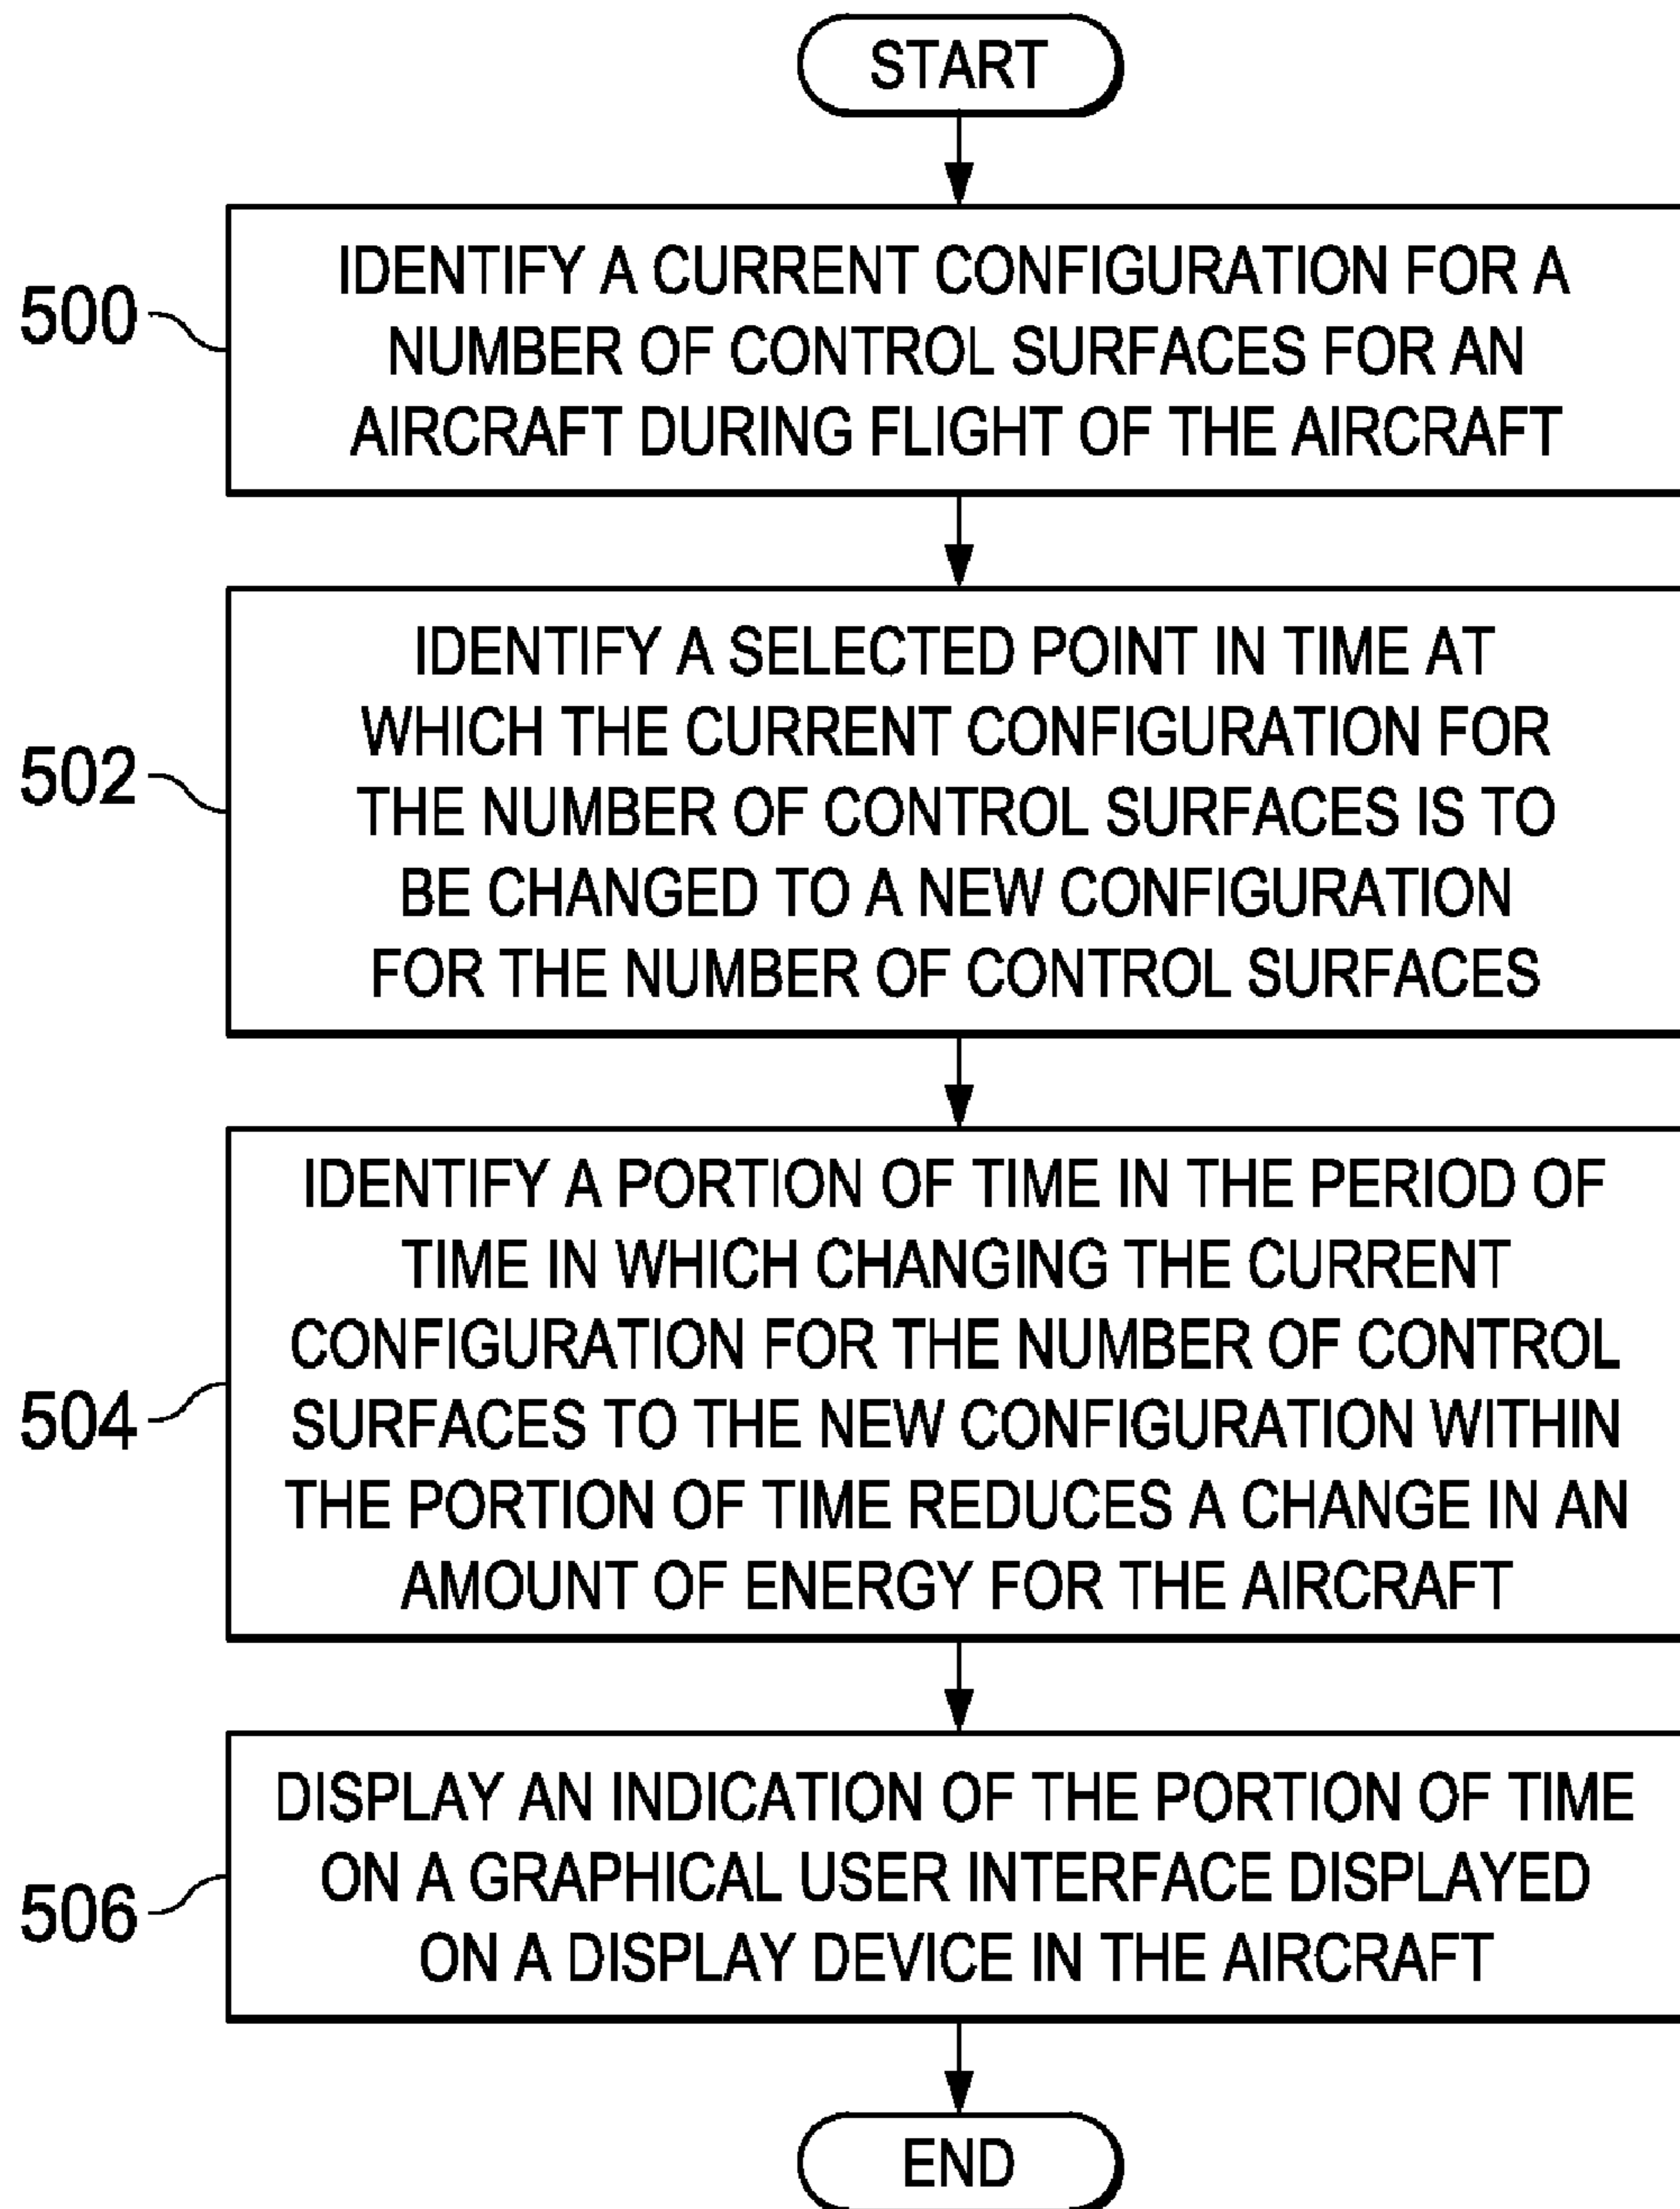 START
500
IDENTIFY A CURRENT CONFIGURATION FOR A
NUMBER OF CONTROL SURFACES FOR AN
AIRCRAFT DURING FLIGHT OF THE AIRCRAFT
502
IDENTIFY A SELECTED POINT IN TIME AT
WHICH THE CURRENT CONFIGURATION FOR
THE NUMBER OF CONTROL SURFACES IS TO
BE CHANGED TO A NEW CONFIGURATION
FOR THE NUMBER OF CONTROL SURFACES
504
IDENTIFY A PORTION OF TIME IN THE PERIOD OF
TIME IN WHICH CHANGING THE CURRENT
CONFIGURATION FOR THE NUMBER OF CONTROL
SURFACES TO THE NEW CONFIGURATION WITHIN
THE PORTION OF TIME REDUCES A CHANGE IN AN
AMOUNT OF ENERGY FOR THE AIRCRAFT
506
DISPLAY AN INDICATION OF THE PORTION OF TIME
ON A GRAPHICAL USER INTERFACE DISPLAYED
ON A DISPLAY DEVICE IN THE AIRCRAFT
END